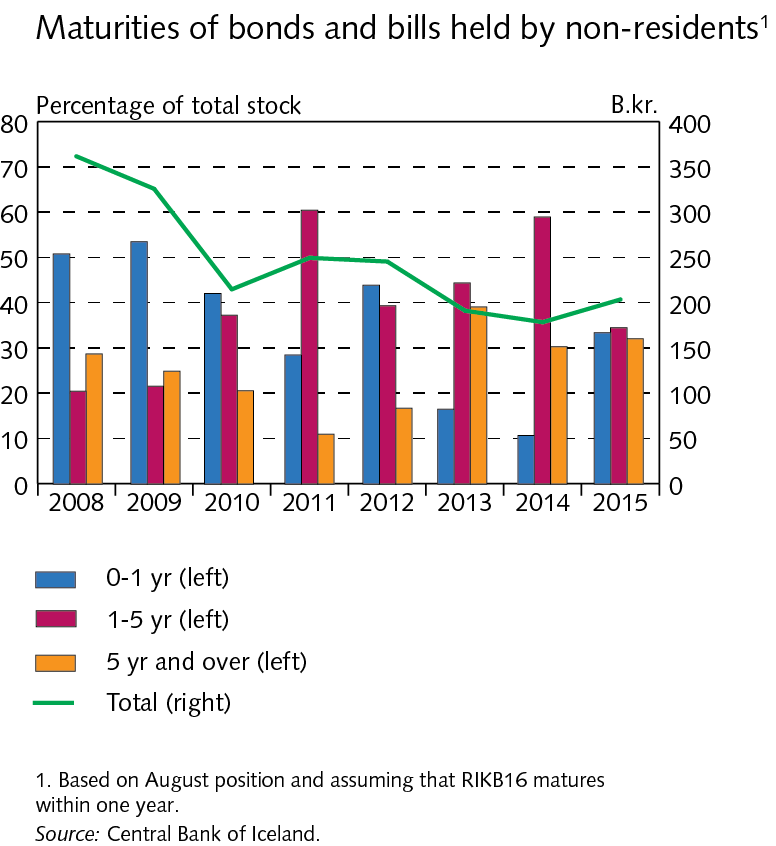 Maturities of bonds and bills held by non-residents¹
Percentage of total stock B.kr.
80 400
70 350
60 300
50 250
40 200
30 150
20 100
10 50
0 0
2008 2009 2010 2011 2012 2013 2014 2015
0-1 yr (left)
1-5 yr (left)
5 yr and over (left)
Total (right)
1. Based on August position and assuming that RIKB16 matures
within one year.
Source: Central Bank of Iceland.